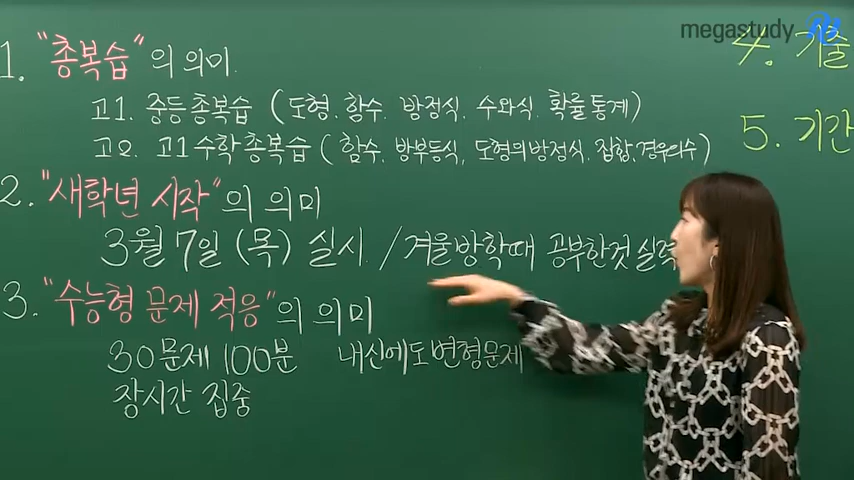 megastudy
1. "총복습"의 의미
고1. 중등 총복습 (도형. 함수. 방정식. 수와식. 확률통계)
고2. 고1 수학 총복습 (함수. 방부등식, 도형의방정식. 집합, 경우의수)
2. "새학년 시작"의 의미
3월 7일 (목) 실시. / 겨울방학때 공부한것 실력
3. "수능형 문제 적응"의 의미
30문제 100분 내신에도 변형문제
장시간 집중
4. 기출
5. 기간